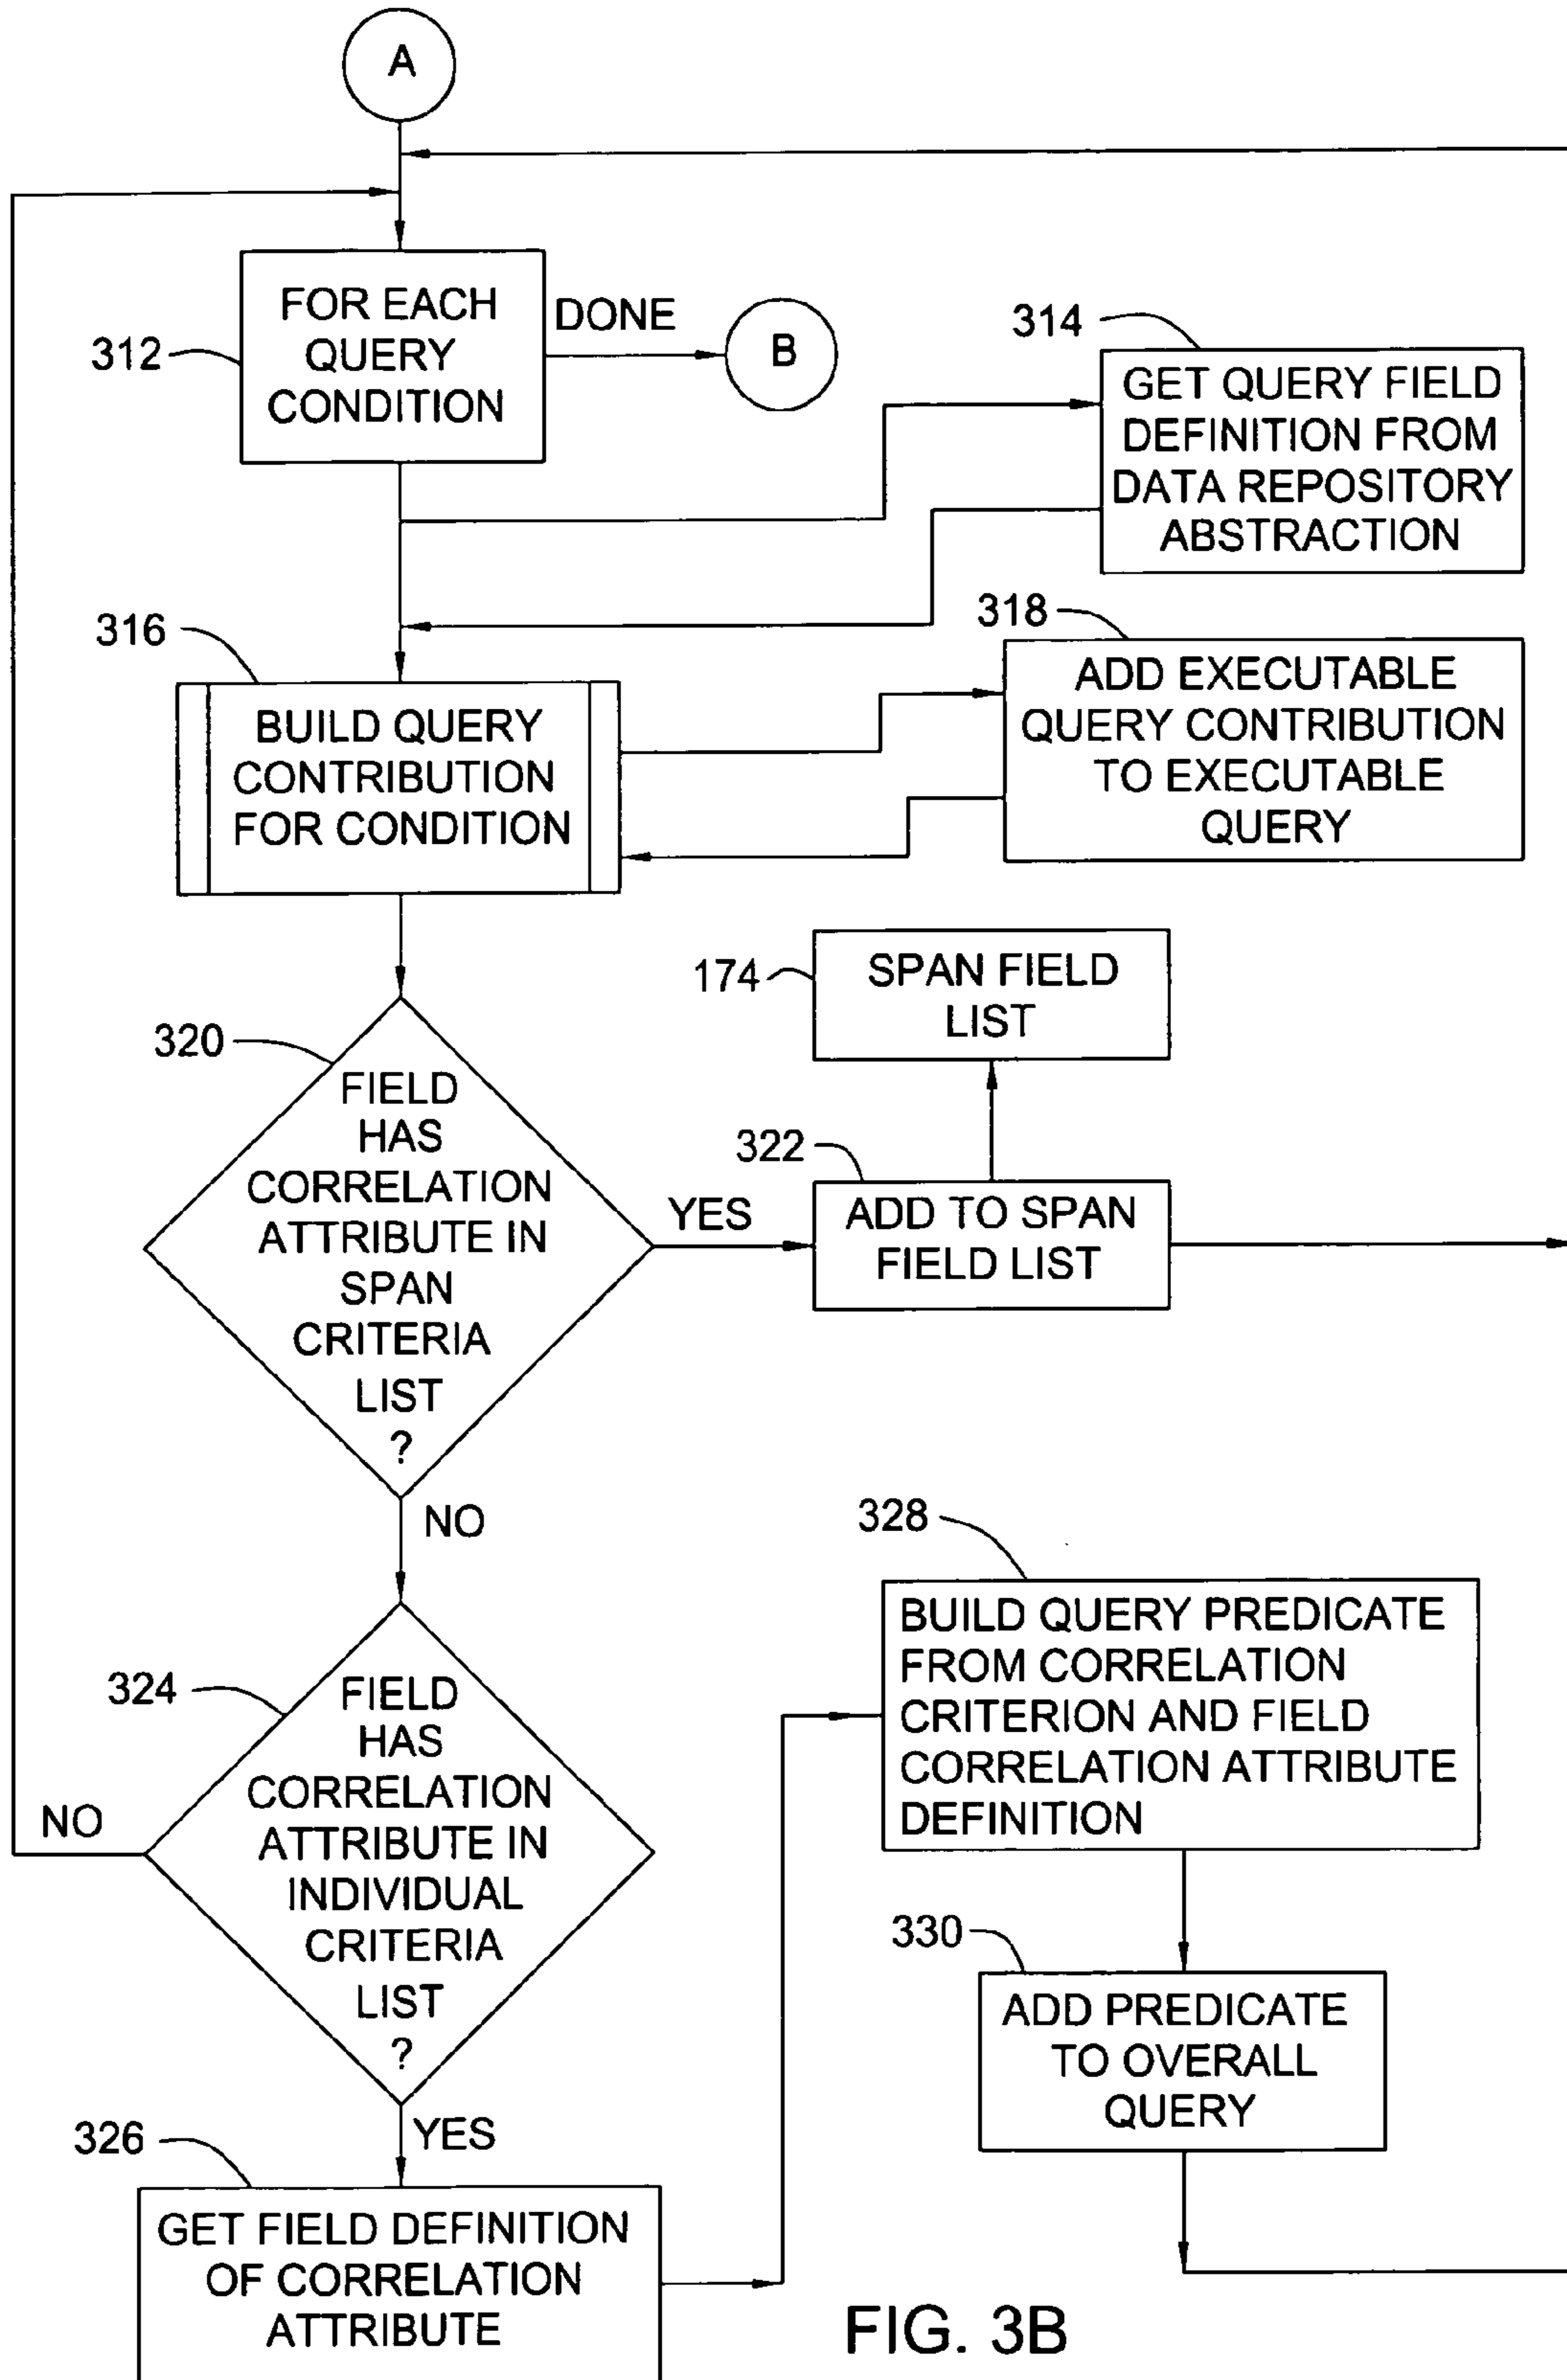 A
312
FOR EACH
QUERY
CONDITION
DONE
B
314
GET QUERY FIELD
DEFINITION FROM
DATA REPOSITORY
ABSTRACTION
316
BUILD QUERY
CONTRIBUTION
FOR CONDITION
318
ADD EXECUTABLE
QUERY CONTRIBUTION
TO EXECUTABLE
QUERY
174
SPAN FIELD
LIST
320
FIELD
HAS
CORRELATION
ATTRIBUTE IN
SPAN
CRITERIA
LIST
?
YES
322
ADD TO SPAN
FIELD LIST
NO
324
FIELD
HAS
CORRELATION
ATTRIBUTE IN
INDIVIDUAL
CRITERIA
LIST
?
NO
YES
326
GET FIELD DEFINITION
OF CORRELATION
ATTRIBUTE
328
BUILD QUERY PREDICATE
FROM CORRELATION
CRITERION AND FIELD
CORRELATION ATTRIBUTE
DEFINITION
330
ADD PREDICATE
TO OVERALL
QUERY
FIG. 3B